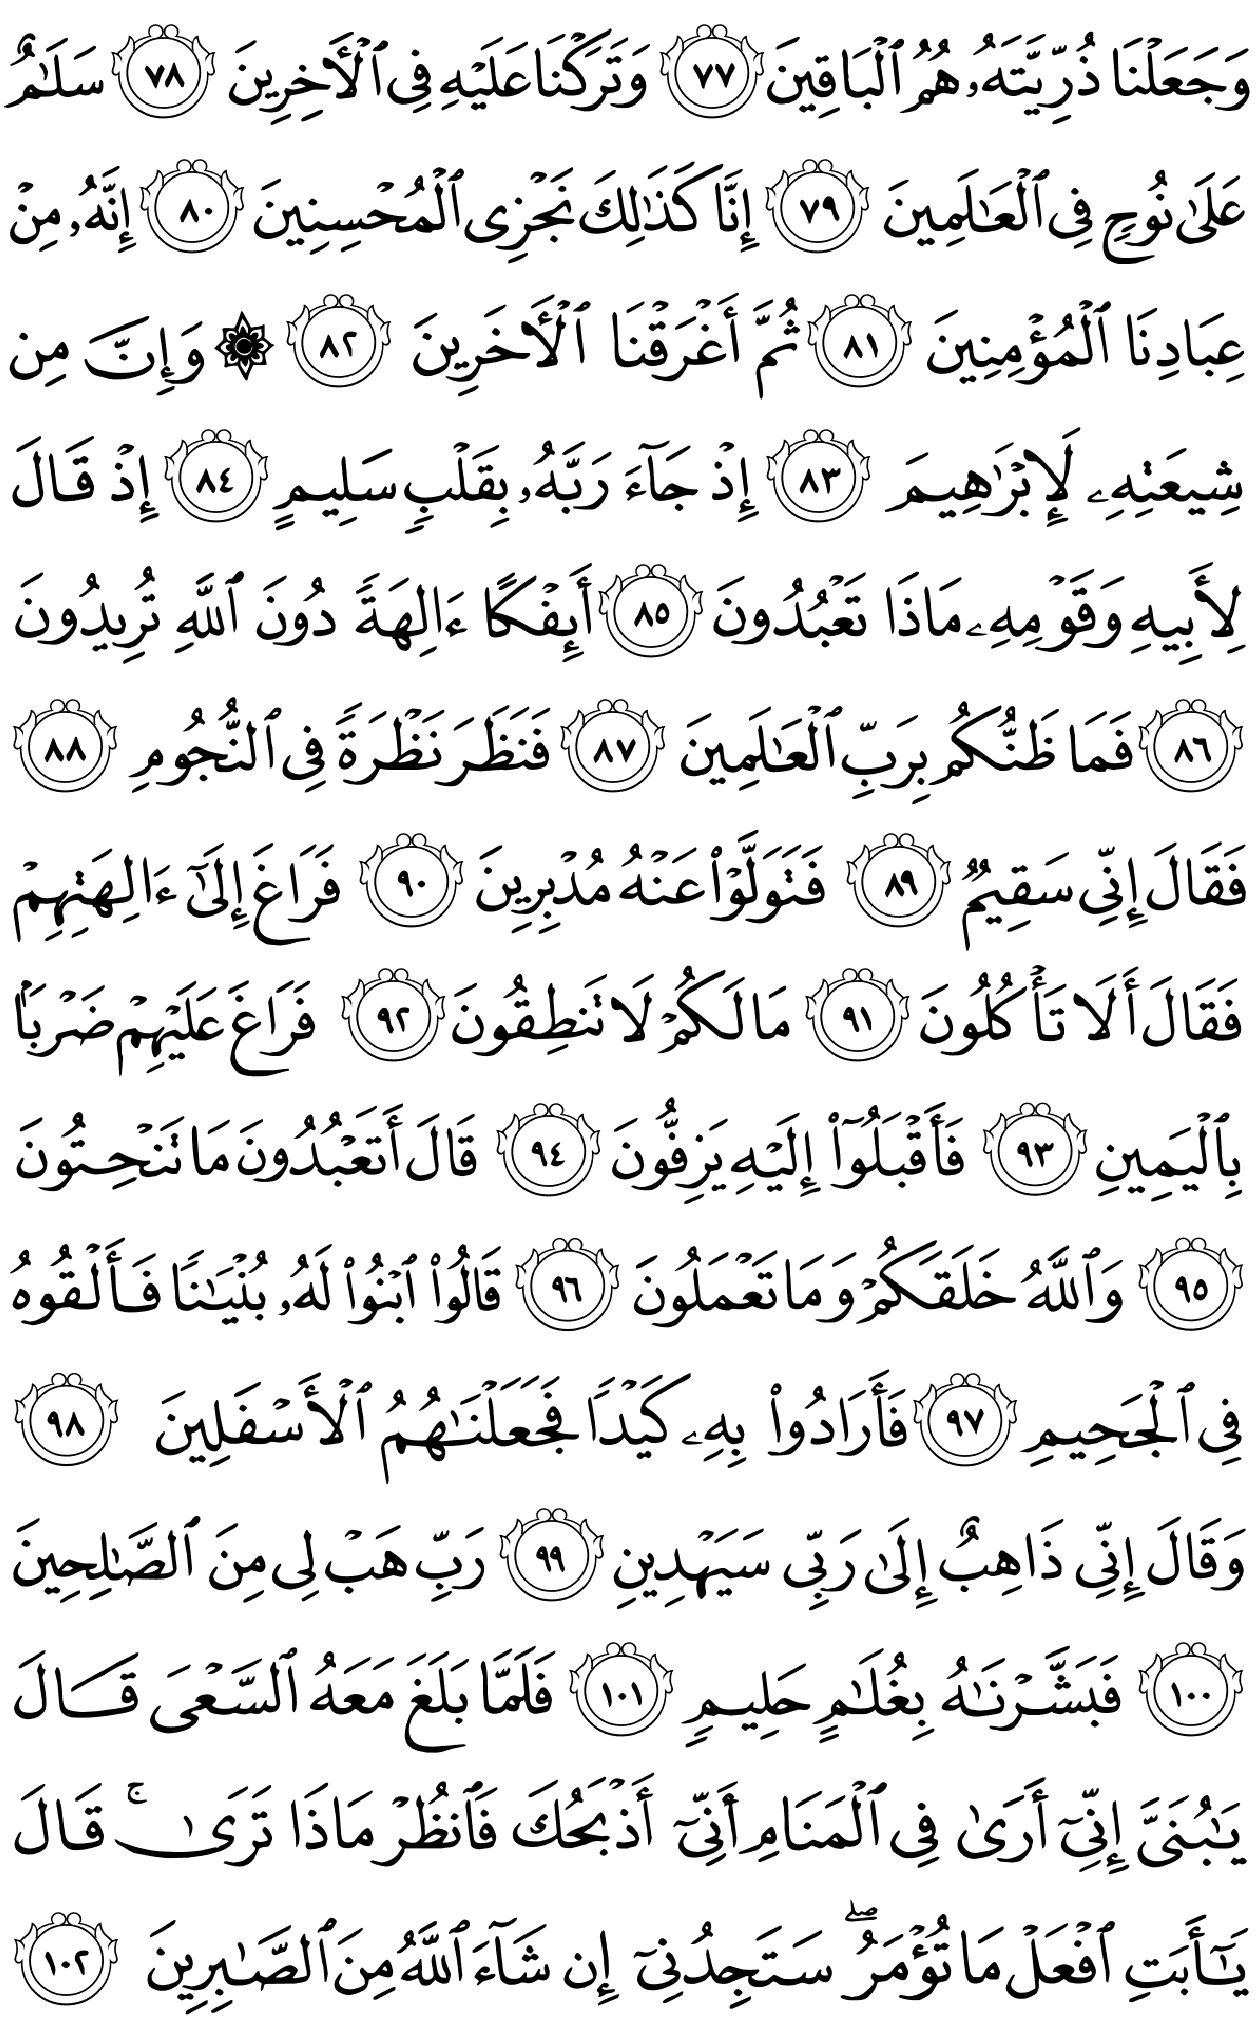 وَجَعَلۡنَا ذُرِّيَّتَهُۥ هُمُ ٱلۡبَاقِينَ ٧٧ وَتَرَكۡنَا عَلَيۡهِ فِي ٱلۡأٓخِرِينَ ٧٨ سَلَٰمٌ
عَلَىٰ نُوحٖ فِي ٱلۡعَٰلَمِينَ ٧٩ إِنَّا كَذَٰلِكَ نَجۡزِي ٱلۡمُحۡسِنِينَ ٨٠ إِنَّهُۥ مِنۡ
عِبَادِنَا ٱلۡمُؤۡمِنِينَ ٨١ ثُمَّ أَغۡرَقۡنَا ٱلۡأٓخَرِينَ ٨٢ ۞ وَإِنَّ مِن
شِيعَتِهِۦ لَإِبۡرَٰهِيمَ ٨٣ إِذۡ جَآءَ رَبَّهُۥ بِقَلۡبٖ سَلِيمٍ ٨٤ إِذۡ قَالَ
لِأَبِيهِ وَقَوۡمِهِۦ مَاذَا تَعۡبُدُونَ ٨٥ أَئِفۡكًا ءَالِهَةٗ دُونَ ٱللَّهِ تُرِيدُونَ
٨٦ فَمَا ظَنُّكُم بِرَبِّ ٱلۡعَٰلَمِينَ ٨٧ فَنَظَرَ نَظۡرَةٗ فِي ٱلنُّجُومِ ٨٨
فَقَالَ إِنِّي سَقِيمٞ ٨٩ فَتَوَلَّوۡاْ عَنۡهُ مُدۡبِرِينَ ٩٠ فَرَاغَ إِلَىٰٓ ءَالِهَتِهِمۡ
فَقَالَ أَلَا تَأۡكُلُونَ ٩١ مَا لَكُمۡ لَا تَنطِقُونَ ٩٢ فَرَاغَ عَلَيۡهِمۡ ضَرۡبَۢا
بِٱلۡيَمِينِ ٩٣ فَأَقۡبَلُوٓاْ إِلَيۡهِ يَزِفُّونَ ٩٤ قَالَ أَتَعۡبُدُونَ مَا تَنۡحِتُونَ
٩٥ وَٱللَّهُ خَلَقَكُمۡ وَمَا تَعۡمَلُونَ ٩٦ قَالُواْ ٱبۡنُواْ لَهُۥ بُنۡيَٰنٗا فَأَلۡقُوهُ
فِي ٱلۡجَحِيمِ ٩٧ فَأَرَادُواْ بِهِۦ كَيۡدٗا فَجَعَلۡنَٰهُمُ ٱلۡأَسۡفَلِينَ ٩٨
وَقَالَ إِنِّي ذَاهِبٌ إِلَىٰ رَبِّي سَيَهۡدِينِ ٩٩ رَبِّ هَبۡ لِي مِنَ ٱلصَّٰلِحِينَ
١٠٠ فَبَشَّرۡنَٰهُ بِغُلَٰمٍ حَلِيمٖ ١٠١ فَلَمَّا بَلَغَ مَعَهُ ٱلسَّعۡيَ قَالَ
يَٰبُنَيَّ إِنِّيٓ أَرَىٰ فِي ٱلۡمَنَامِ أَنِّيٓ أَذۡبَحُكَ فَٱنظُرۡ مَاذَا تَرَىٰۚ قَالَ
يَٰٓأَبَتِ ٱفۡعَلۡ مَا تُؤۡمَرُۖ سَتَجِدُنِيٓ إِن شَآءَ ٱللَّهُ مِنَ ٱلصَّٰبِرِينَ ١٠٢